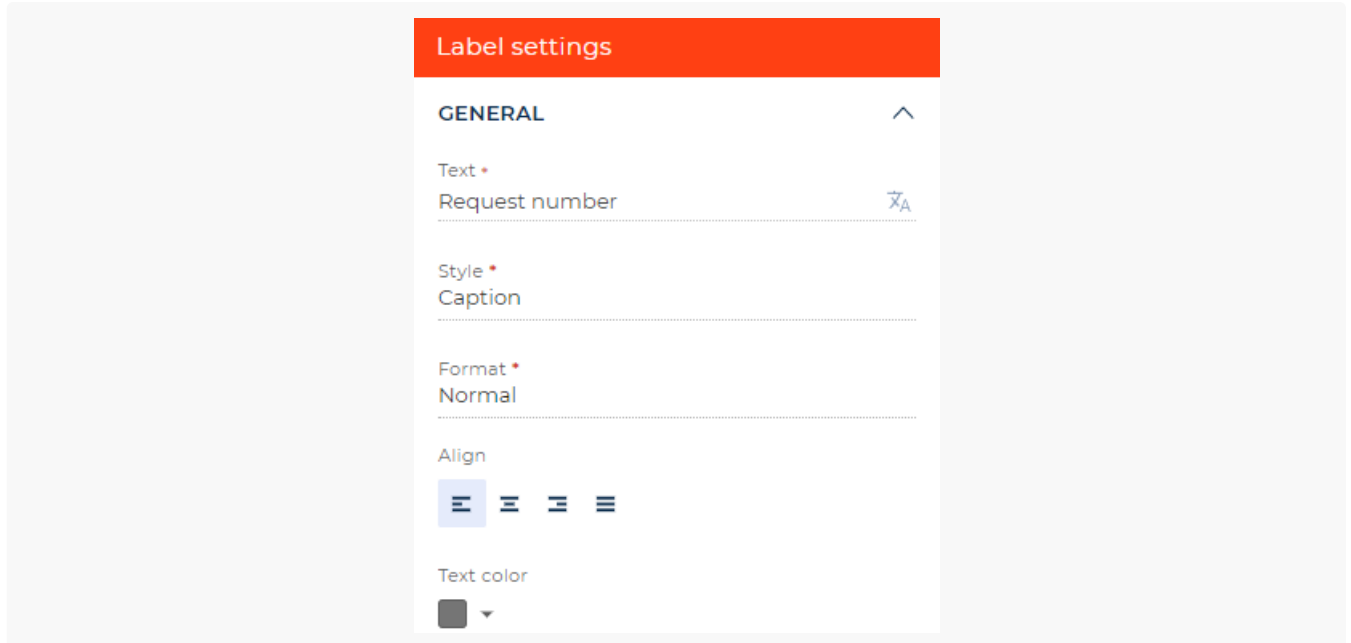 Label settings
GENERAL
Text *
Request number
Style *
Caption
Format *
Normal
Align
Text color